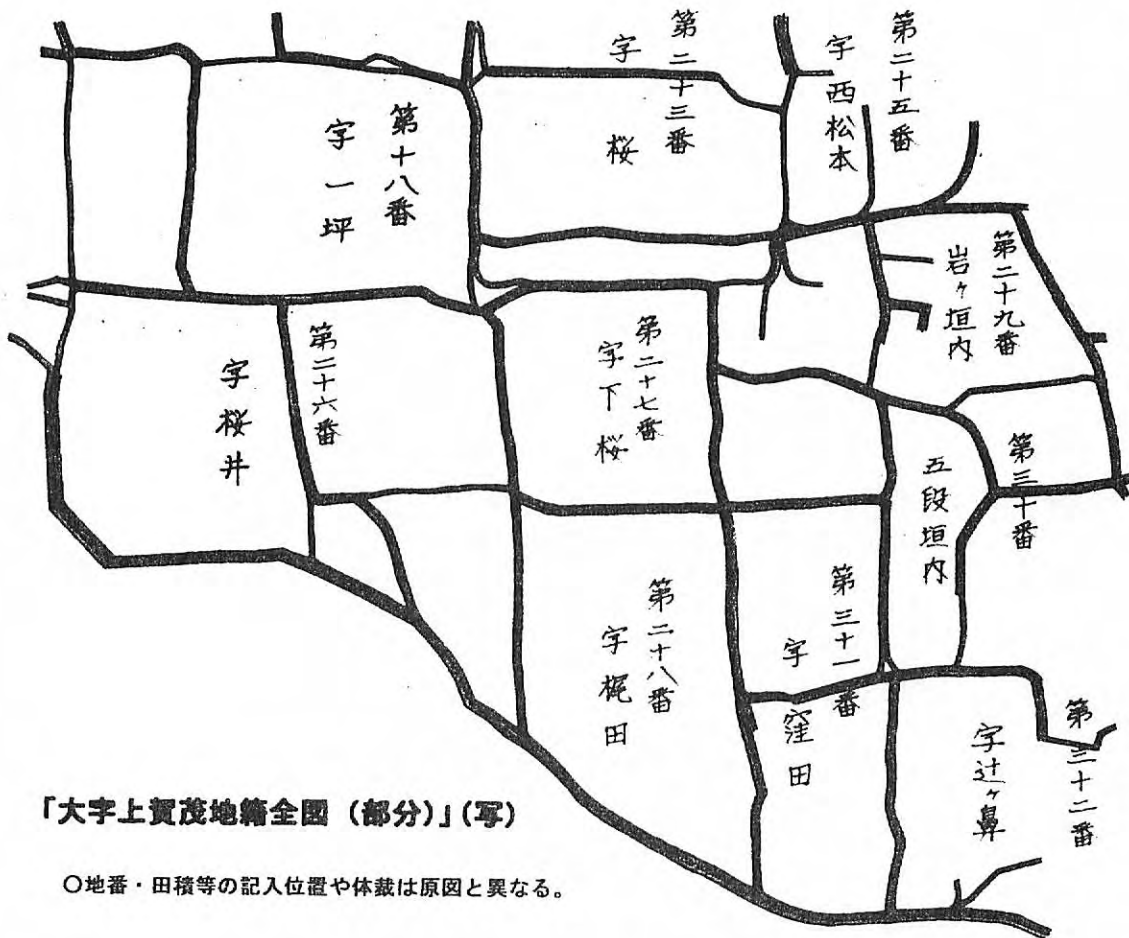 第二十五番
字西松本
第二十三番
字桜
第十八番
字一坪
第二十九番
岩ヶ垣内
第二十七番
字下桜
第二十六番
字桜井
第三十番
五段垣内
第三十一番
字窪田
第二十八番
字梶田
第三十二番
字辻ヶ鼻
「大字上賀茂地籍全図（部分）」(写)
○地番・田積等の記入位置や体裁は原図と異なる。